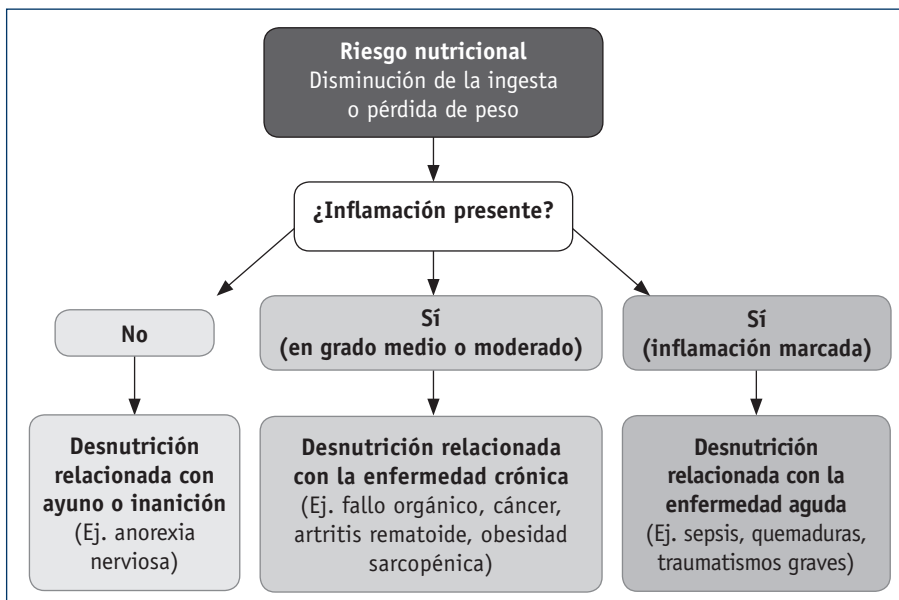 Riesgo nutricional
Disminución de la ingesta
o pérdida de peso
¿Inflamación presente?
No
Sí
(en grado medio o moderado)
Sí
(inflamación marcada)
Desnutrición
relacionada con
ayuno o inanición
(Ej. anorexia
nerviosa)
Desnutrición relacionada
con la enfermedad crónica
(Ej. fallo orgánico, cáncer,
artritis rematoide, obesidad
sarcopénica)
Desnutrición
relacionada con la
enfermedad aguda
(Ej. sepsis, quemaduras,
traumatismos graves)